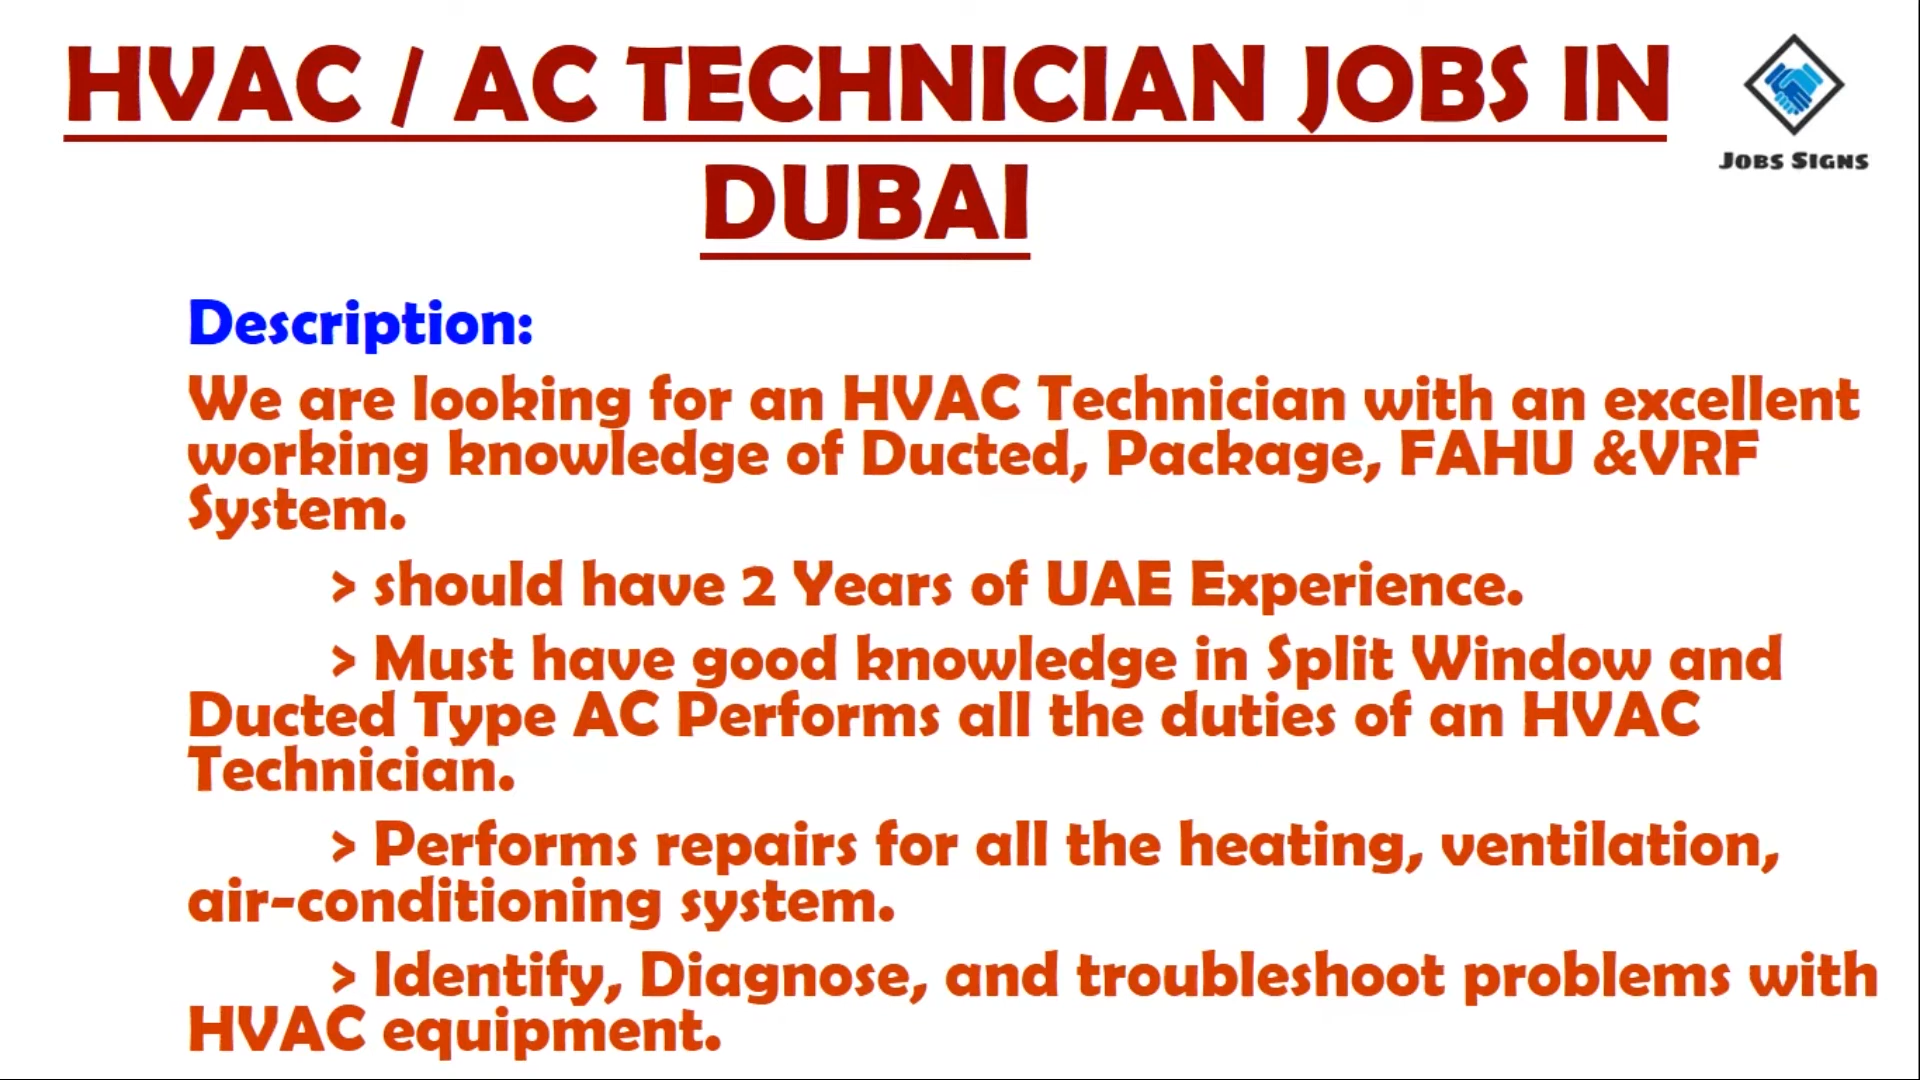 HVAC / AC TECHNICIAN JOBS IN
DUBAI
JOBS SIGNS
Description:
We are looking for an HVAC Technician with an excellent
working knowledge of Ducted, Package, FAHU &VRF
System.
> should have 2 Years of UAE Experience.
> Must have good knowledge in Split Window and
Ducted Type AC Performs all the duties of an HVAC
Technician.
> Performs repairs for all the heating, ventilation,
air-conditioning system.
> Identify, Diagnose, and troubleshoot problems with
HVAC equipment.